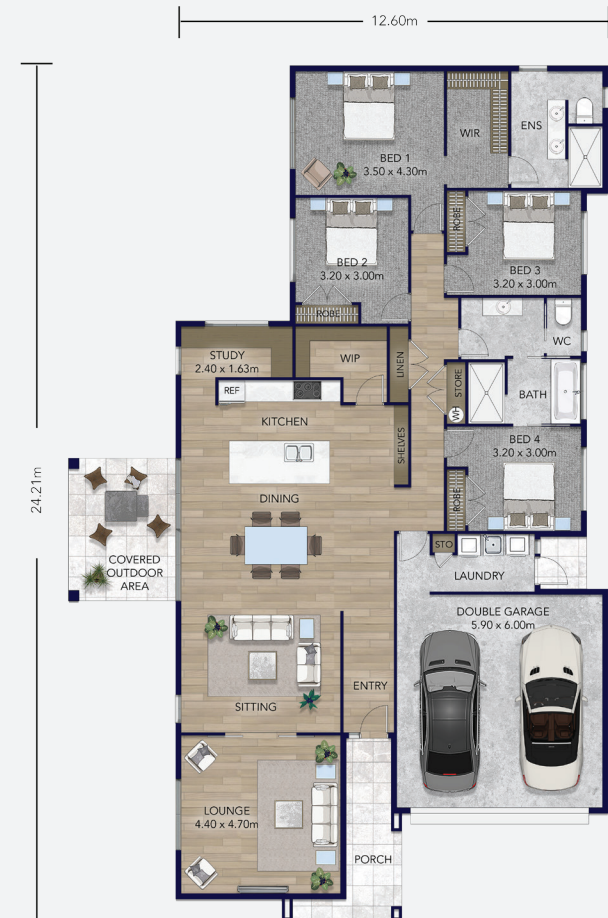 12.60m
24.21m
BED 1
3.50 x 4.30m
WIR
ENS
BED 2
3.20 x 3.00m
ROBE
ROBE
BED 3
3.20 x 3.00m
WC
STUDY
2.40 x 1.63m
WIP
LINEN
STORE
WH
BATH
REF
KITCHEN
SHELVES
BED 4
3.20 x 3.00m
ROBE
DINING
COVERED
OUTDOOR
AREA
STO
LAUNDRY
DOUBLE GARAGE
5.90 x 6.00m
SITTING
ENTRY
LOUNGE
4.40 x 4.70m
PORCH